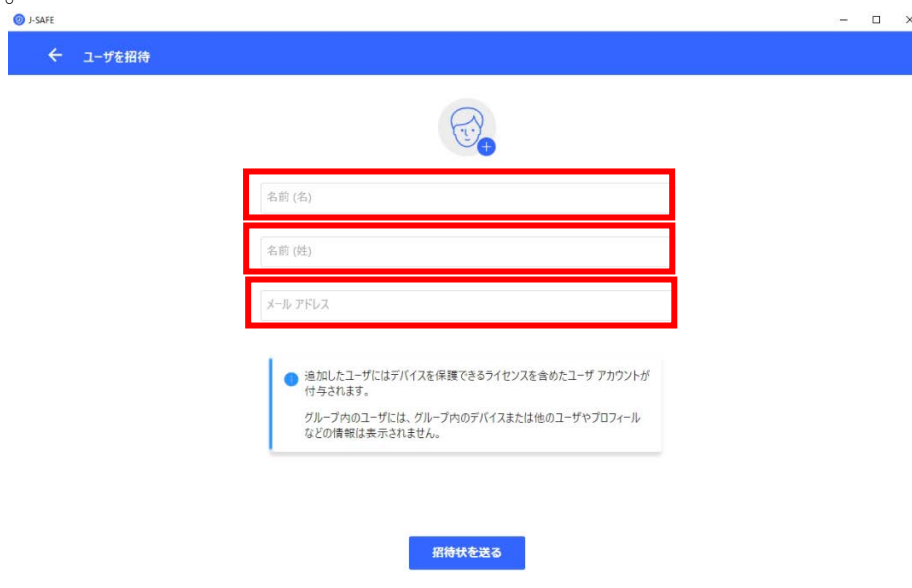 。
J-SAFE
ユーザを招待
名前 (名)
名前 (姓)
メール アドレス
追加したユーザにはデバイスを保護できるライセンスを含めたユーザ アカウントが
付与されます。
グループ内のユーザには、グループ内のデバイスまたは他のユーザやプロフィール
などの情報は表示されません。
招待状を送る